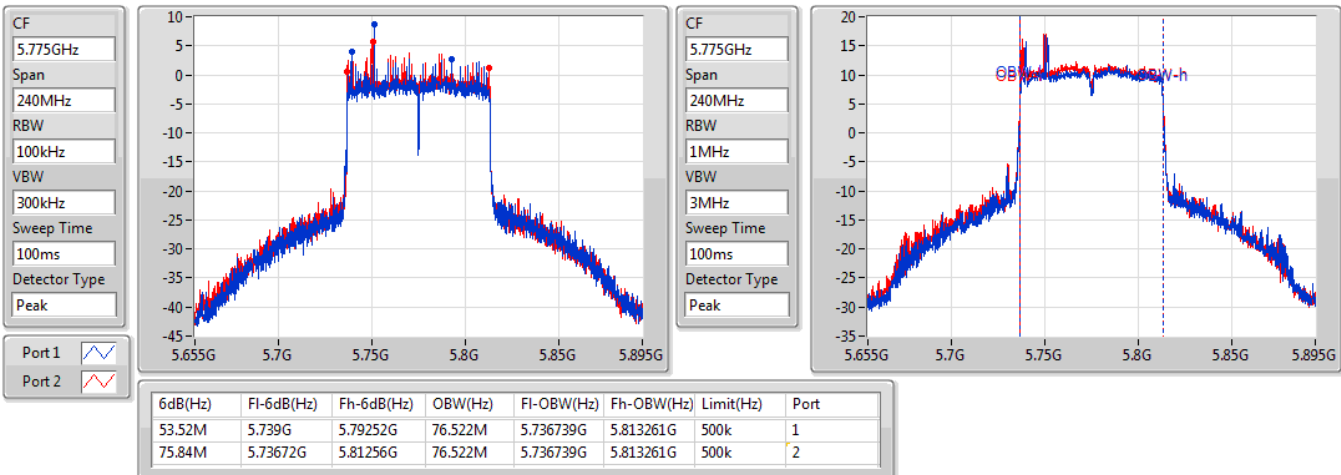 CF
5.775GHz
Span
240MHz
RBW
100kHz
VBW
300kHz
Sweep Time
100ms
Detector Type
Peak
Port 1
Port 2
10
5
0
-5
-10
-15
-20
-25
-30
-35
-40
-45
5.655G 5.7G 5.75G 5.8G 5.85G 5.895G
CF
5.775GHz
Span
240MHz
RBW
1MHz
VBW
3MHz
Sweep Time
100ms
Detector Type
Peak
20
15
10
5
0
-5
-10
-15
-20
-25
-30
-35
5.655G 5.7G 5.75G 5.8G 5.85G 5.895G
6dB(Hz) Fl-6dB(Hz) Fh-6dB(Hz) OBW(Hz) Fl-OBW(Hz) Fh-OBW(Hz) Limit(Hz) Port
53.52M 5.739G 5.79252G 76.522M 5.736739G 5.813261G 500k 1
75.84M 5.73672G 5.81256G 76.522M 5.736739G 5.813261G 500k 2